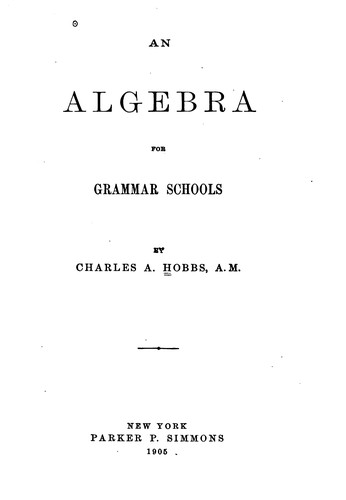 AN
ALGEBRA
FOR
GRAMMAR SCHOOLS
BY
CHARLES A. HOBBS, A.M.
NEW YORK
PARKER P. SIMMONS
1905